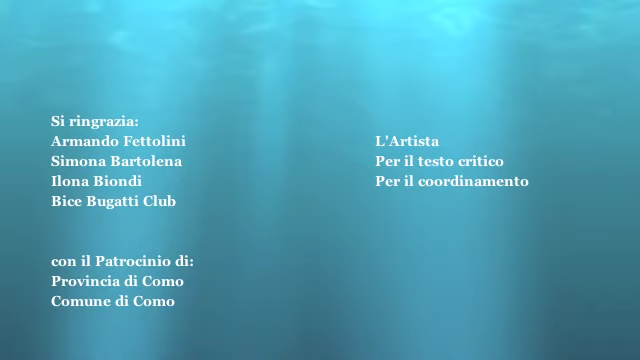 Si ringrazia:
Armando Fettolini L'Artista
Simona Bartolena Per il testo critico
Ilona Biondi Per il coordinamento
Bice Bugatti Club
con il Patrocinio di:
Provincia di Como
Comune di Como